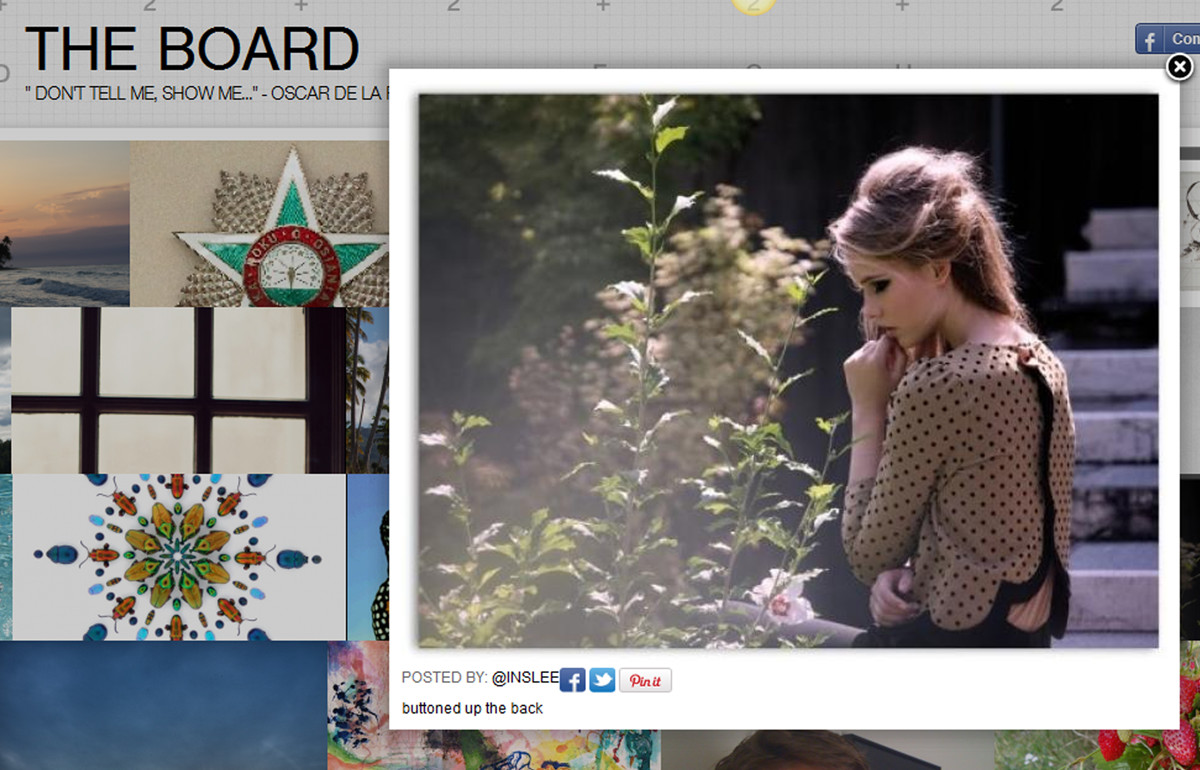 THE BOARD
" DON'T TELL ME, SHOW ME..." - OSCAR DE LA
Con
POSTED BY: @INSLEE
Pin it
buttoned up the back